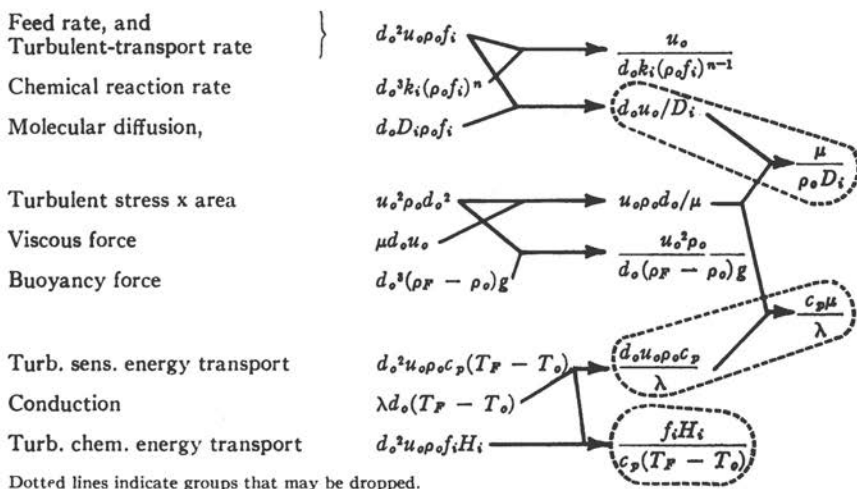 Feed rate, and
Turbulent-transport rate } d_o²u_oρ_of_i → u_o / d_ok_i(ρ_of_i)^{n−1}
Chemical reaction rate d_o³k_i(ρ_of_i)^n
Molecular diffusion, d_oD_iρ_of_i → d_ou_o/D_i → μ / ρ_oD_i
Turbulent stress x area u_o²ρ_od_o² → u_oρ_od_o/μ
Viscous force μd_ou_o
Buoyancy force d_o³(ρ_F − ρ_o)g → u_o²ρ_o / d_o(ρ_F − ρ_o)g → c_pμ / λ
Turb. sens. energy transport d_o²u_oρ_oc_p(T_F − T_o) → d_ou_oρ_oc_p / λ
Conduction λd_o(T_F − T_o)
Turb. chem. energy transport d_o²u_oρ_of_iH_i → f_iH_i / c_p(T_F − T_o)
Dotted lines indicate groups that may be dropped.